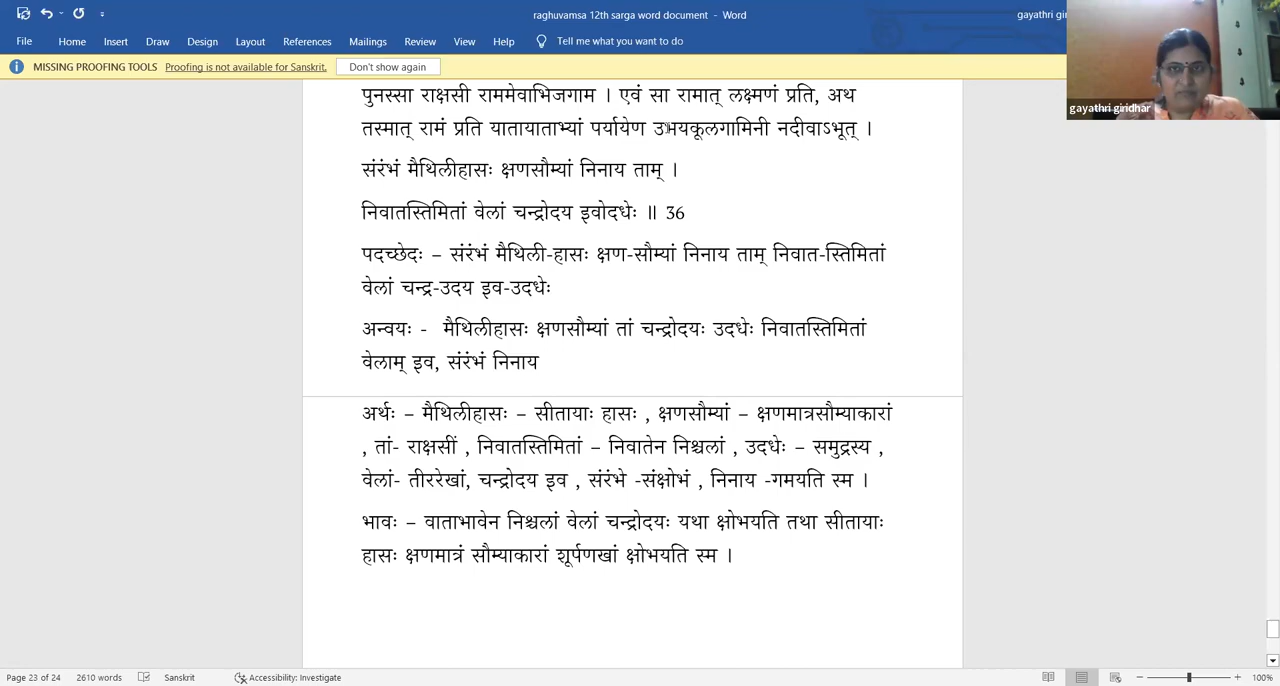 raghuvamsa 12th sarga word document - Word
gayathri gir
File Home Insert Draw Design Layout References Mailings Review View Help Tell me what you want to do
MISSING PROOFING TOOLS Proofing is not available for Sanskrit. Don't show again
gayathri giridhar
पुनस्सा राक्षसी राममेवाभिजगाम । एवं सा रामात् लक्ष्मणं प्रति, अथ
तस्मात् रामं प्रति यातायाताभ्यां पर्यायेण उभयकूलगामिनी नदीवाऽभूत् ।
संरंभं मैथिलीहासः क्षणसौम्यां निनाय ताम् ।
निवातस्तिमितां वेलां चन्द्रोदय इवोदधेः ॥ 36
पदच्छेदः – संरंभं मैथिली-हासः क्षण-सौम्यां निनाय ताम् निवात-स्तिमितां
वेलां चन्द्र-उदय इव-उदधेः
अन्वयः - मैथिलीहासः क्षणसौम्यां तां चन्द्रोदयः उदधेः निवातस्तिमितां
वेलाम् इव, संरंभं निनाय
अर्थः – मैथिलीहासः – सीतायाः हासः , क्षणसौम्यां – क्षणमात्रसौम्याकारां
, तां- राक्षसीं , निवातस्तिमितां – निवातेन निश्चलां , उदधेः – समुद्रस्य ,
वेलां- तीररेखां, चन्द्रोदय इव , संरंभे -संक्षोभं , निनाय -गमयति स्म ।
भावः – वाताभावेन निश्चलां वेलां चन्द्रोदयः यथा क्षोभयति तथा सीतायाः
हासः क्षणमात्रं सौम्याकारां शूर्पणखां क्षोभयति स्म ।
Page 23 of 24 2610 words Sanskrit Accessibility: Investigate 100%